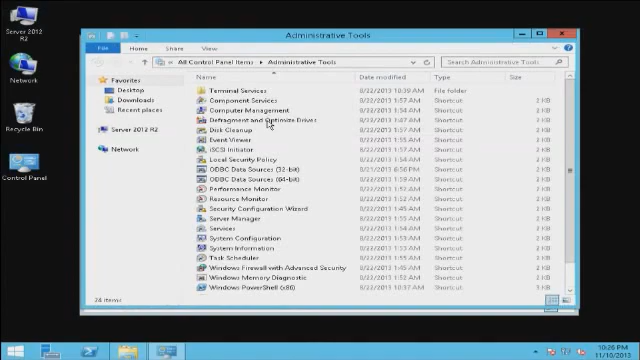 Server 2012
R2
Network
Recycle Bin
Control Panel
Administrative Tools
File Home Share View
All Control Panel Items Administrative Tools
Search Administrative Tools
Name Date modified Type Size
Favorites
Desktop
Downloads
Recent places
Server 2012 R2
Network
Terminal Services 8/22/2013 10:39 AM File folder
Component Services 8/22/2013 1:57 AM Shortcut 2 KB
Computer Management 8/22/2013 1:54 AM Shortcut 2 KB
Defragment and Optimize Drives 8/22/2013 1:47 AM Shortcut 2 KB
Disk Cleanup 8/22/2013 1:57 AM Shortcut 2 KB
Event Viewer 8/22/2013 1:55 AM Shortcut 2 KB
iSCSI Initiator 8/22/2013 1:57 AM Shortcut 2 KB
Local Security Policy 8/22/2013 1:54 AM Shortcut 2 KB
ODBC Data Sources (32-bit) 8/21/2013 6:56 PM Shortcut 2 KB
ODBC Data Sources (64-bit) 8/22/2013 1:59 AM Shortcut 2 KB
Performance Monitor 8/22/2013 1:52 AM Shortcut 2 KB
Resource Monitor 8/22/2013 1:52 AM Shortcut 2 KB
Security Configuration Wizard 8/22/2013 1:45 AM Shortcut 2 KB
Server Manager 8/22/2013 1:55 AM Shortcut 2 KB
Services 8/22/2013 1:54 AM Shortcut 2 KB
System Configuration 8/22/2013 1:53 AM Shortcut 2 KB
System Information 8/22/2013 1:53 AM Shortcut 2 KB
Task Scheduler 8/22/2013 1:55 AM Shortcut 2 KB
Windows Firewall with Advanced Security 8/22/2013 1:45 AM Shortcut 2 KB
Windows Memory Diagnostic 8/22/2013 1:52 AM Shortcut 2 KB
Windows PowerShell (x86) 8/22/2013 10:37 AM Shortcut 2 KB
24 items
10:26 PM
11/10/2013